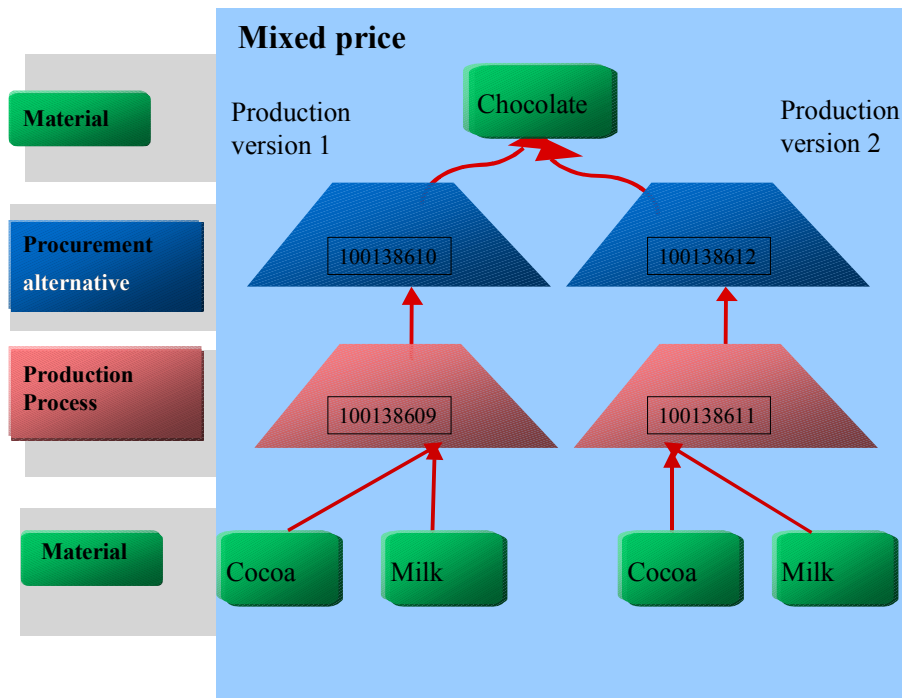 Mixed price
Material
Chocolate
Production
version 1
Production
version 2
Procurement
alternative
100138610
100138612
Production
Process
100138609
100138611
Material
Cocoa
Milk
Cocoa
Milk